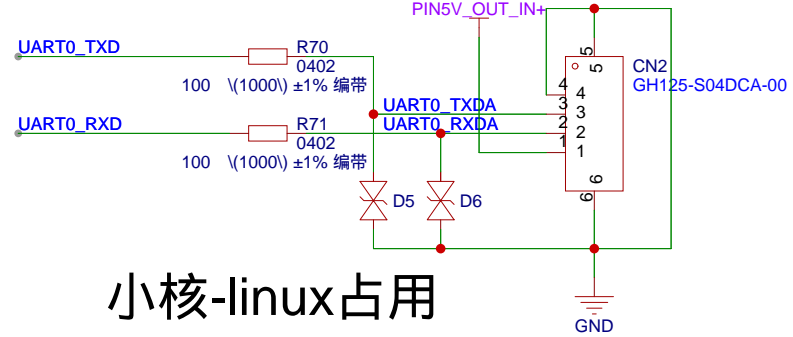 PIN5V_OUT_IN+
UART0_TXD
R70
0402
100 \(1000\) ±1% 编带
UART0_TXDA
UART0_RXD
R71
0402
100 \(1000\) ±1% 编带
UART0_RXDA
D5
D6
5
5
CN2
GH125-S04DCA-00
4
4
3
3
2
2
1
1
6
6
GND
小核-linux占用